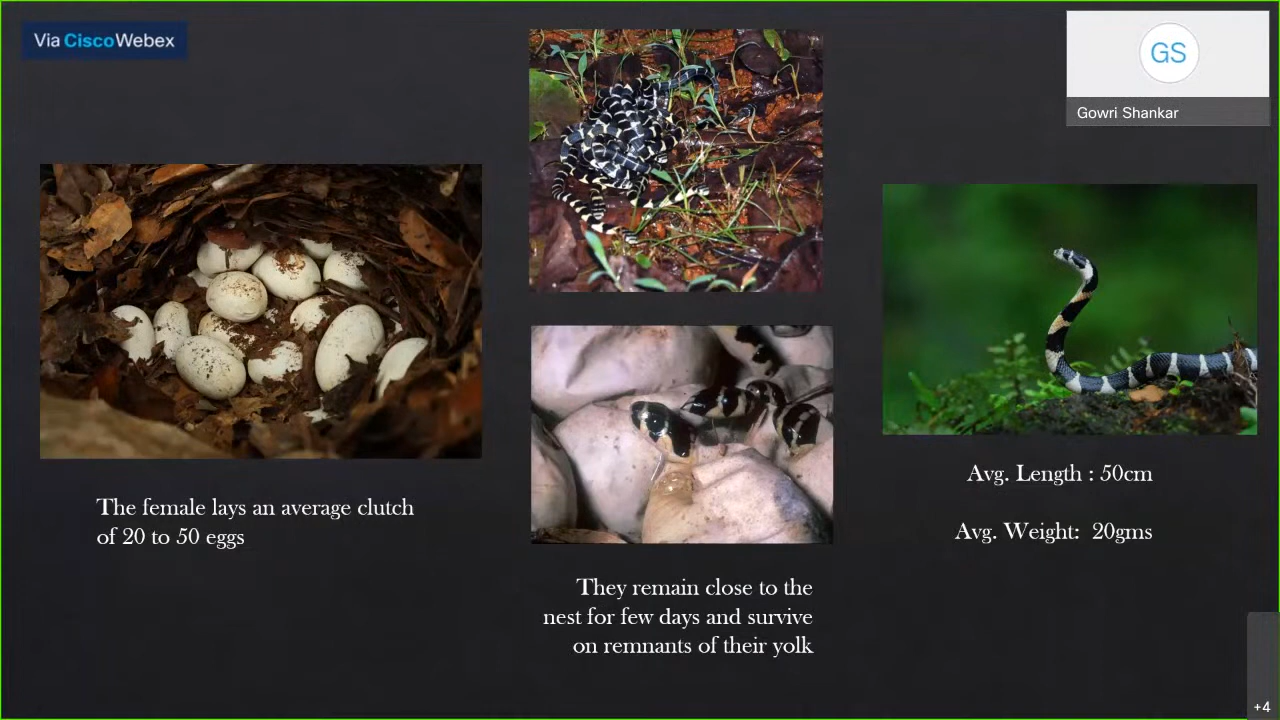 Via Cisco Webex
GS
Gowri Shankar
The female lays an average clutch
of 20 to 50 eggs
They remain close to the
nest for few days and survive
on remnants of their yolk
Avg. Length : 50cm
Avg. Weight: 20gms
+4